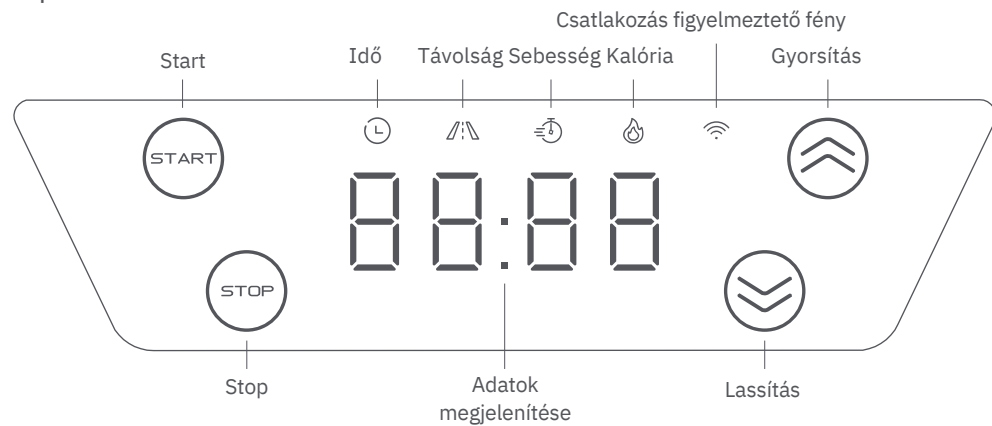 Csatlakozás figyelmeztető fény
Start
Idő
Távolság
Sebesség
Kalória
Gyorsítás
START
88:88
STOP
Stop
Adatok
megjelenítése
Lassítás